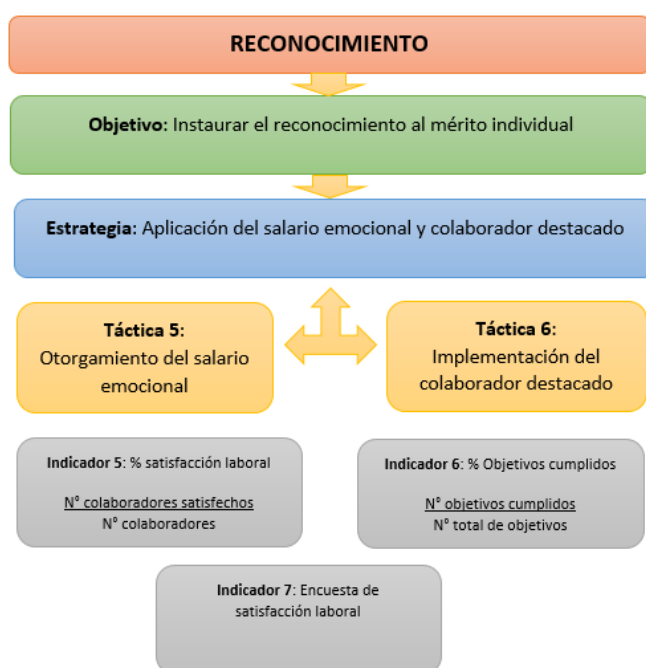 RECONOCIMIENTO
Objetivo: Instaurar el reconocimiento al mérito individual
Estrategia: Aplicación del salario emocional y colaborador destacado
Táctica 5:
Otorgamiento del salario
emocional
Táctica 6:
Implementación del
colaborador destacado
Indicador 5: % satisfacción laboral
N° colaboradores satisfechos
N° colaboradores
Indicador 6: % Objetivos cumplidos
N° objetivos cumplidos
N° total de objetivos
Indicador 7: Encuesta de
satisfacción laboral